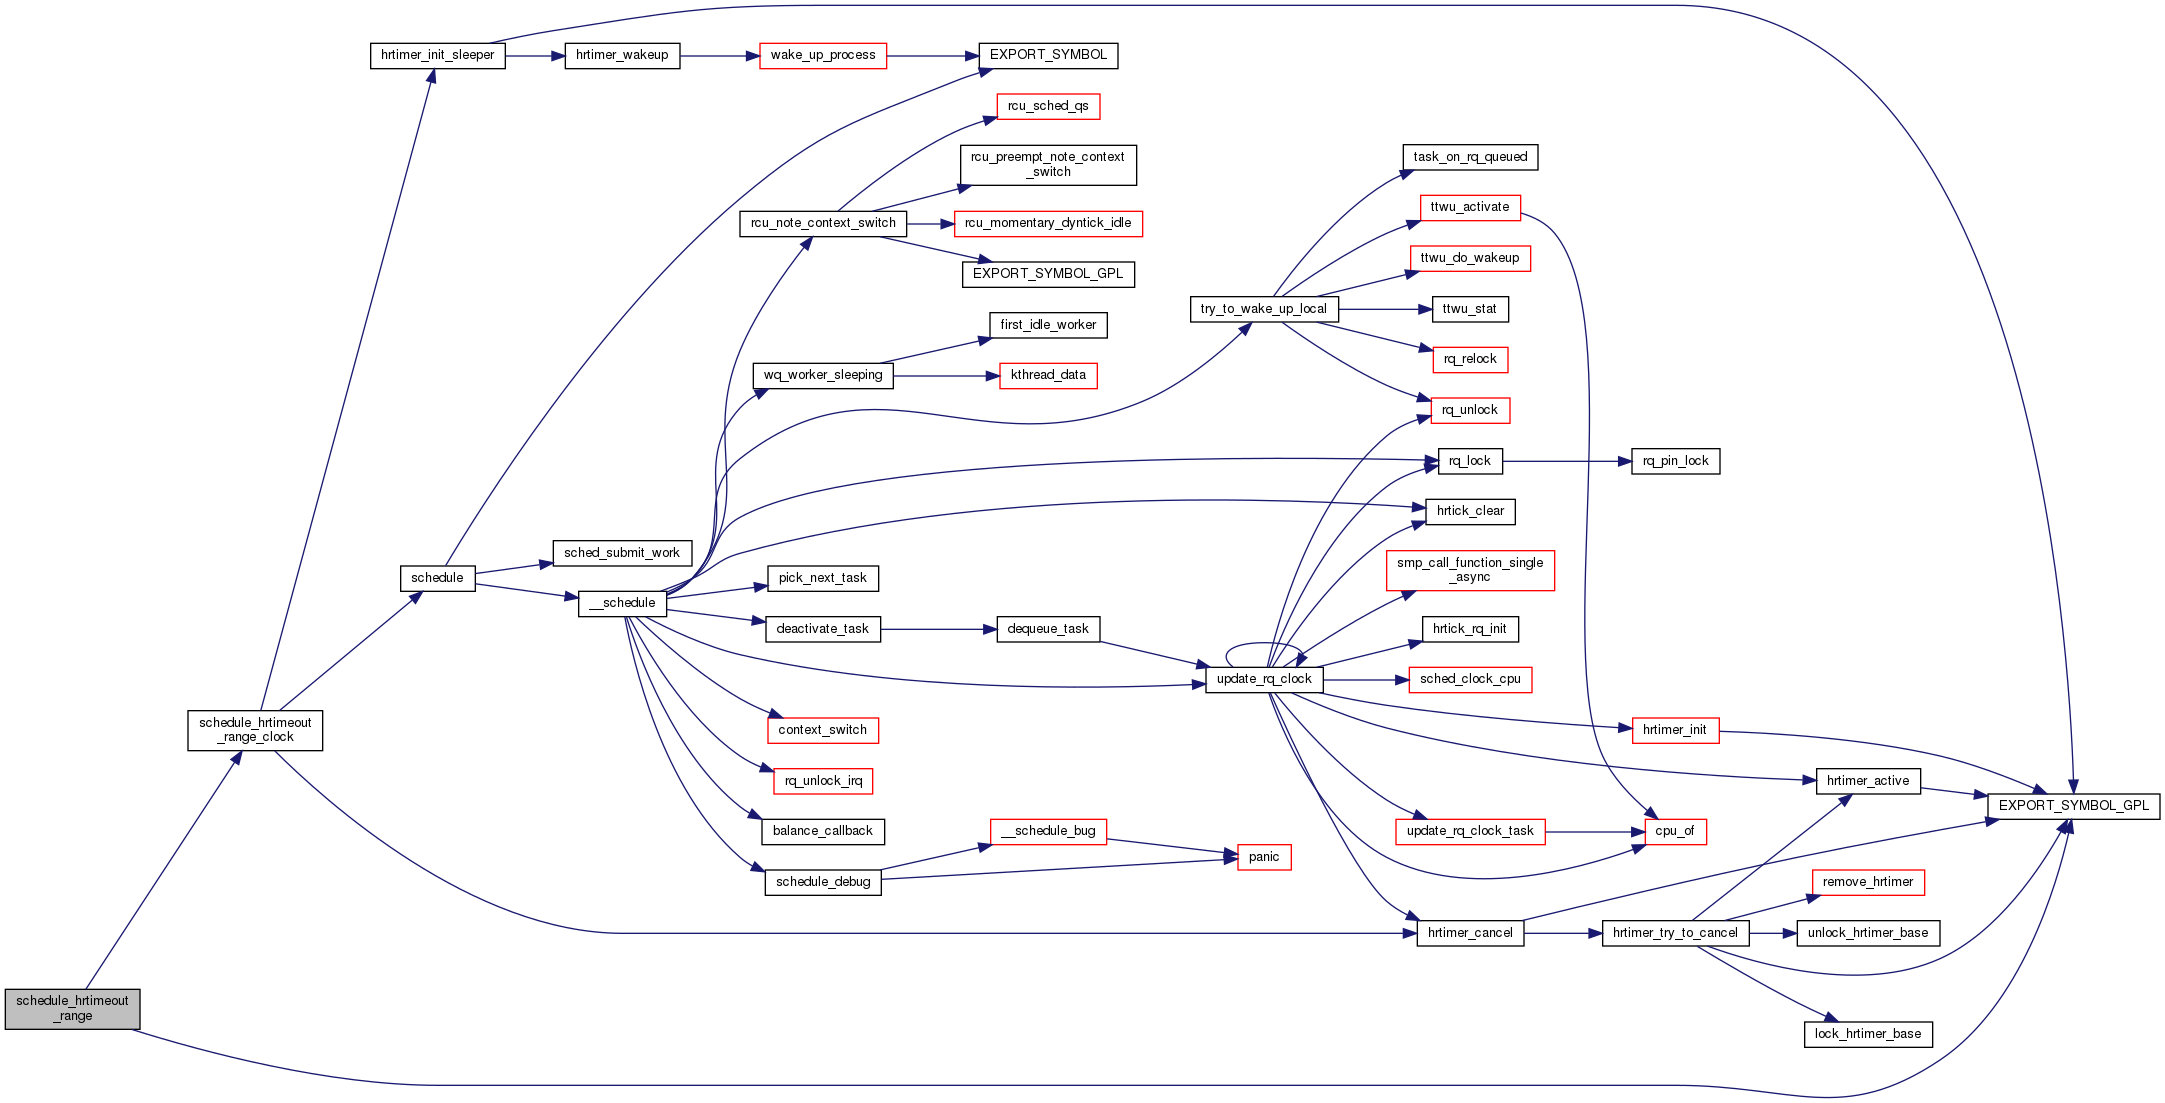 hrtimer_init_sleeper
hrtimer_wakeup
wake_up_process
EXPORT_SYMBOL
rcu_sched_qs
rcu_preempt_note_context
_switch
rcu_note_context_switch
rcu_momentary_dyntick_idle
EXPORT_SYMBOL_GPL
task_on_rq_queued
ttwu_activate
ttwu_do_wakeup
try_to_wake_up_local
ttwu_stat
first_idle_worker
rq_relock
wq_worker_sleeping
kthread_data
rq_unlock
rq_lock
rq_pin_lock
hrtick_clear
sched_submit_work
schedule
pick_next_task
smp_call_function_single
_async
__schedule
deactivate_task
dequeue_task
hrtick_rq_init
update_rq_clock
sched_clock_cpu
schedule_hrtimeout
_range_clock
context_switch
hrtimer_init
rq_unlock_irq
hrtimer_active
EXPORT_SYMBOL_GPL
balance_callback
__schedule_bug
update_rq_clock_task
cpu_of
panic
schedule_debug
remove_hrtimer
hrtimer_cancel
hrtimer_try_to_cancel
unlock_hrtimer_base
schedule_hrtimeout
_range
lock_hrtimer_base